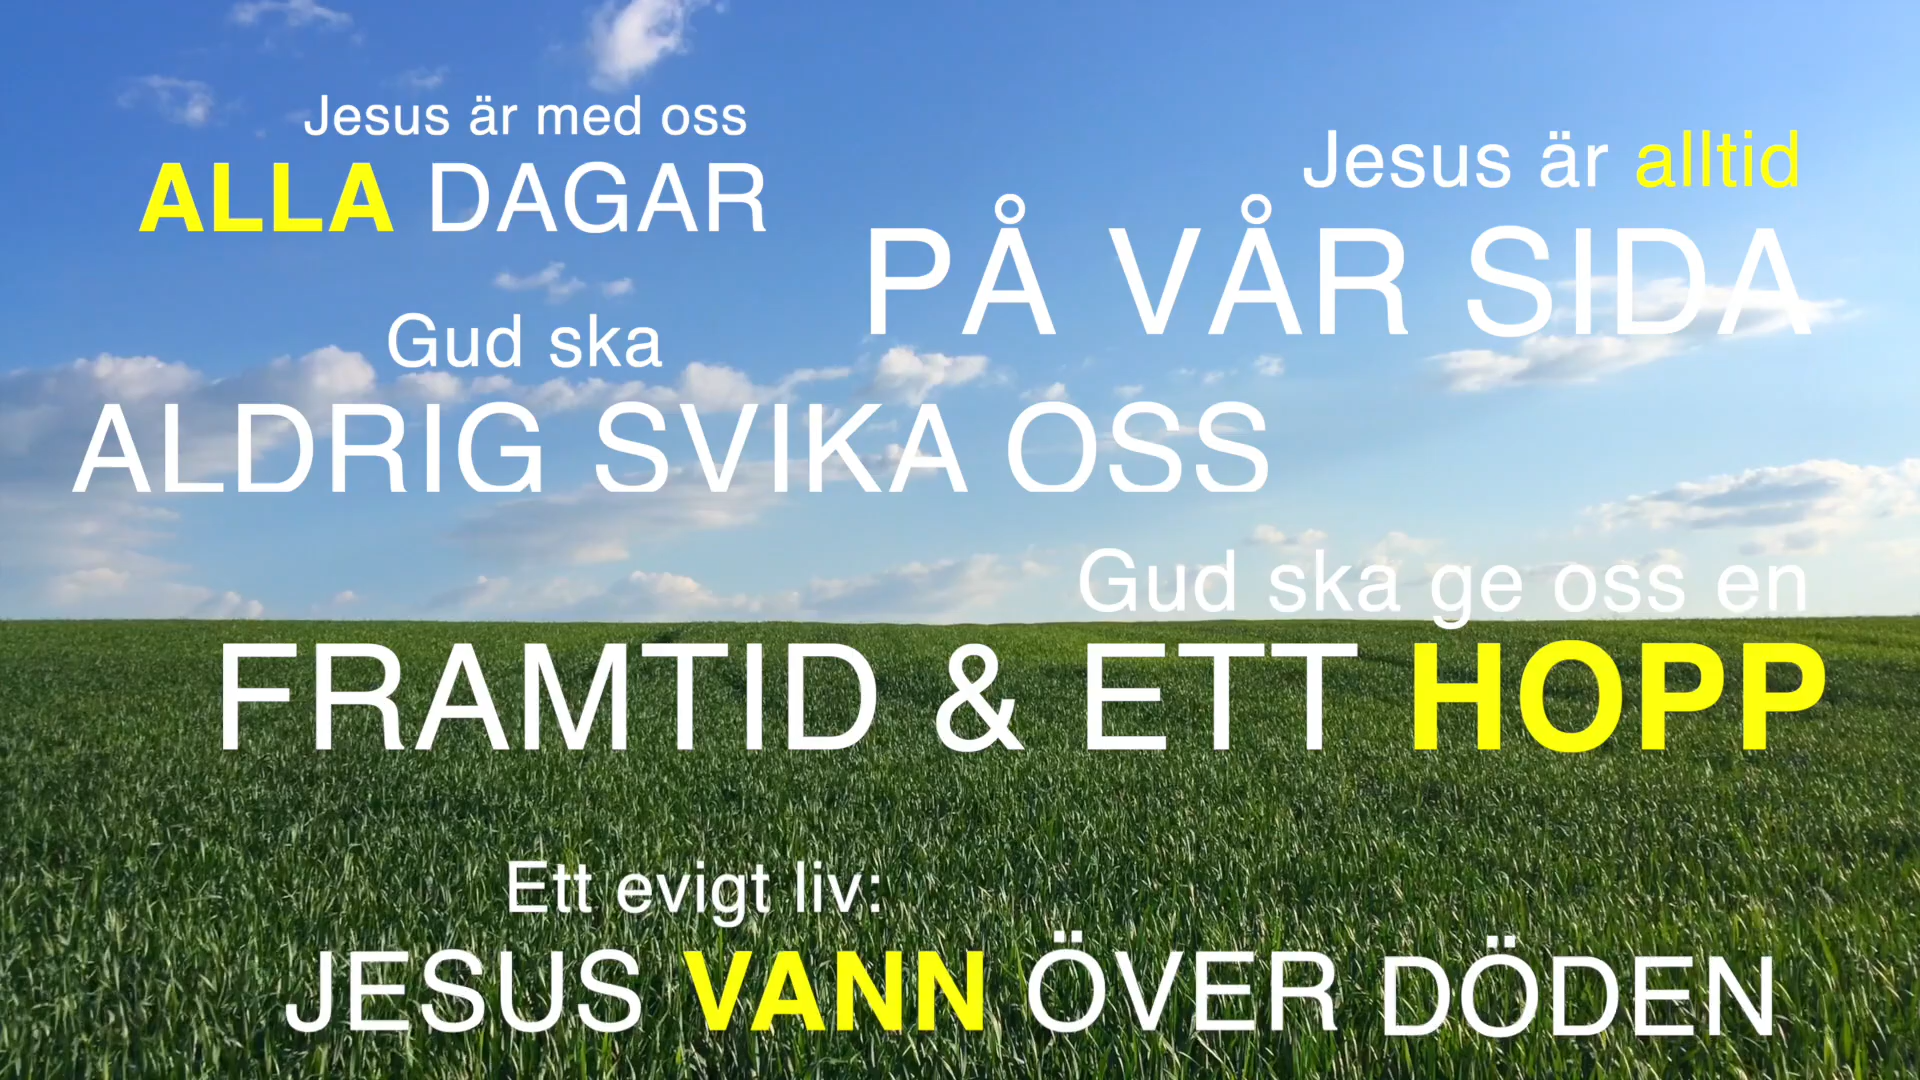 Jesus är med oss
ALLA DAGAR
Jesus är alltid
PÅ VÅR SIDA
Gud ska
ALDRIG SVIKA OSS
Gud ska ge oss en
FRAMTID & ETT HOPP
Ett evigt liv:
JESUS VANN ÖVER DÖDEN